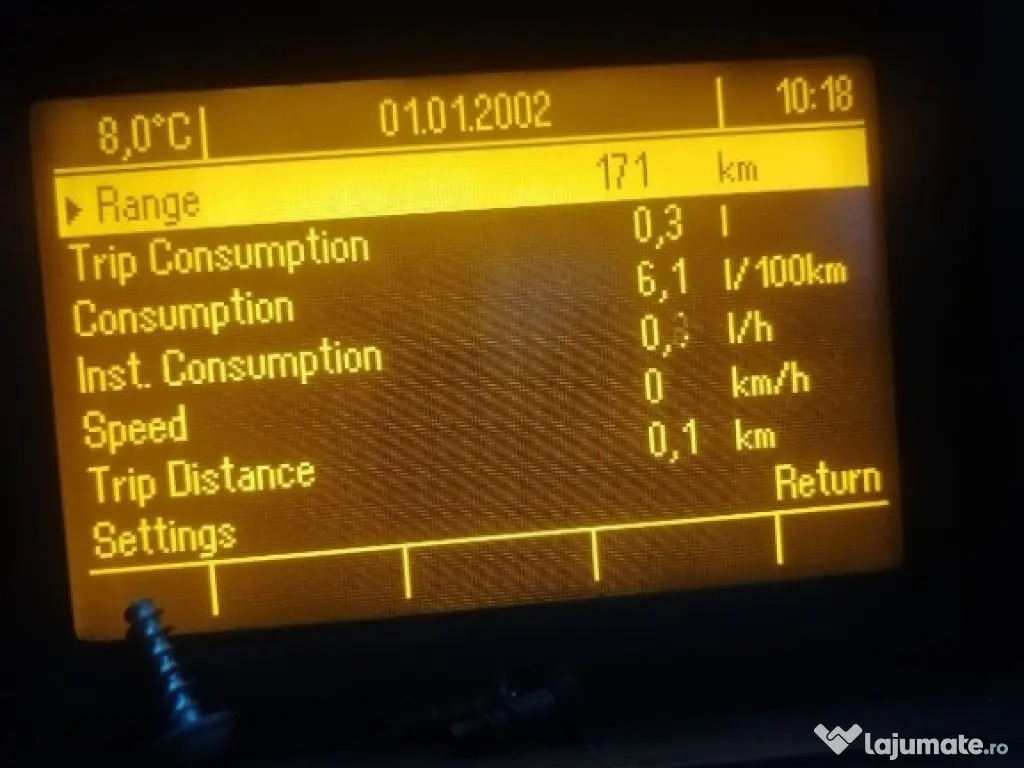 8,0°C 01.01.2002 10:18
Range 171 km
Trip Consumption 0,3 l
Consumption 6,1 l/100km
Inst. Consumption l/h
Speed 0 km/h
Trip Distance 0,1 km
Settings Return
lajumate.ro